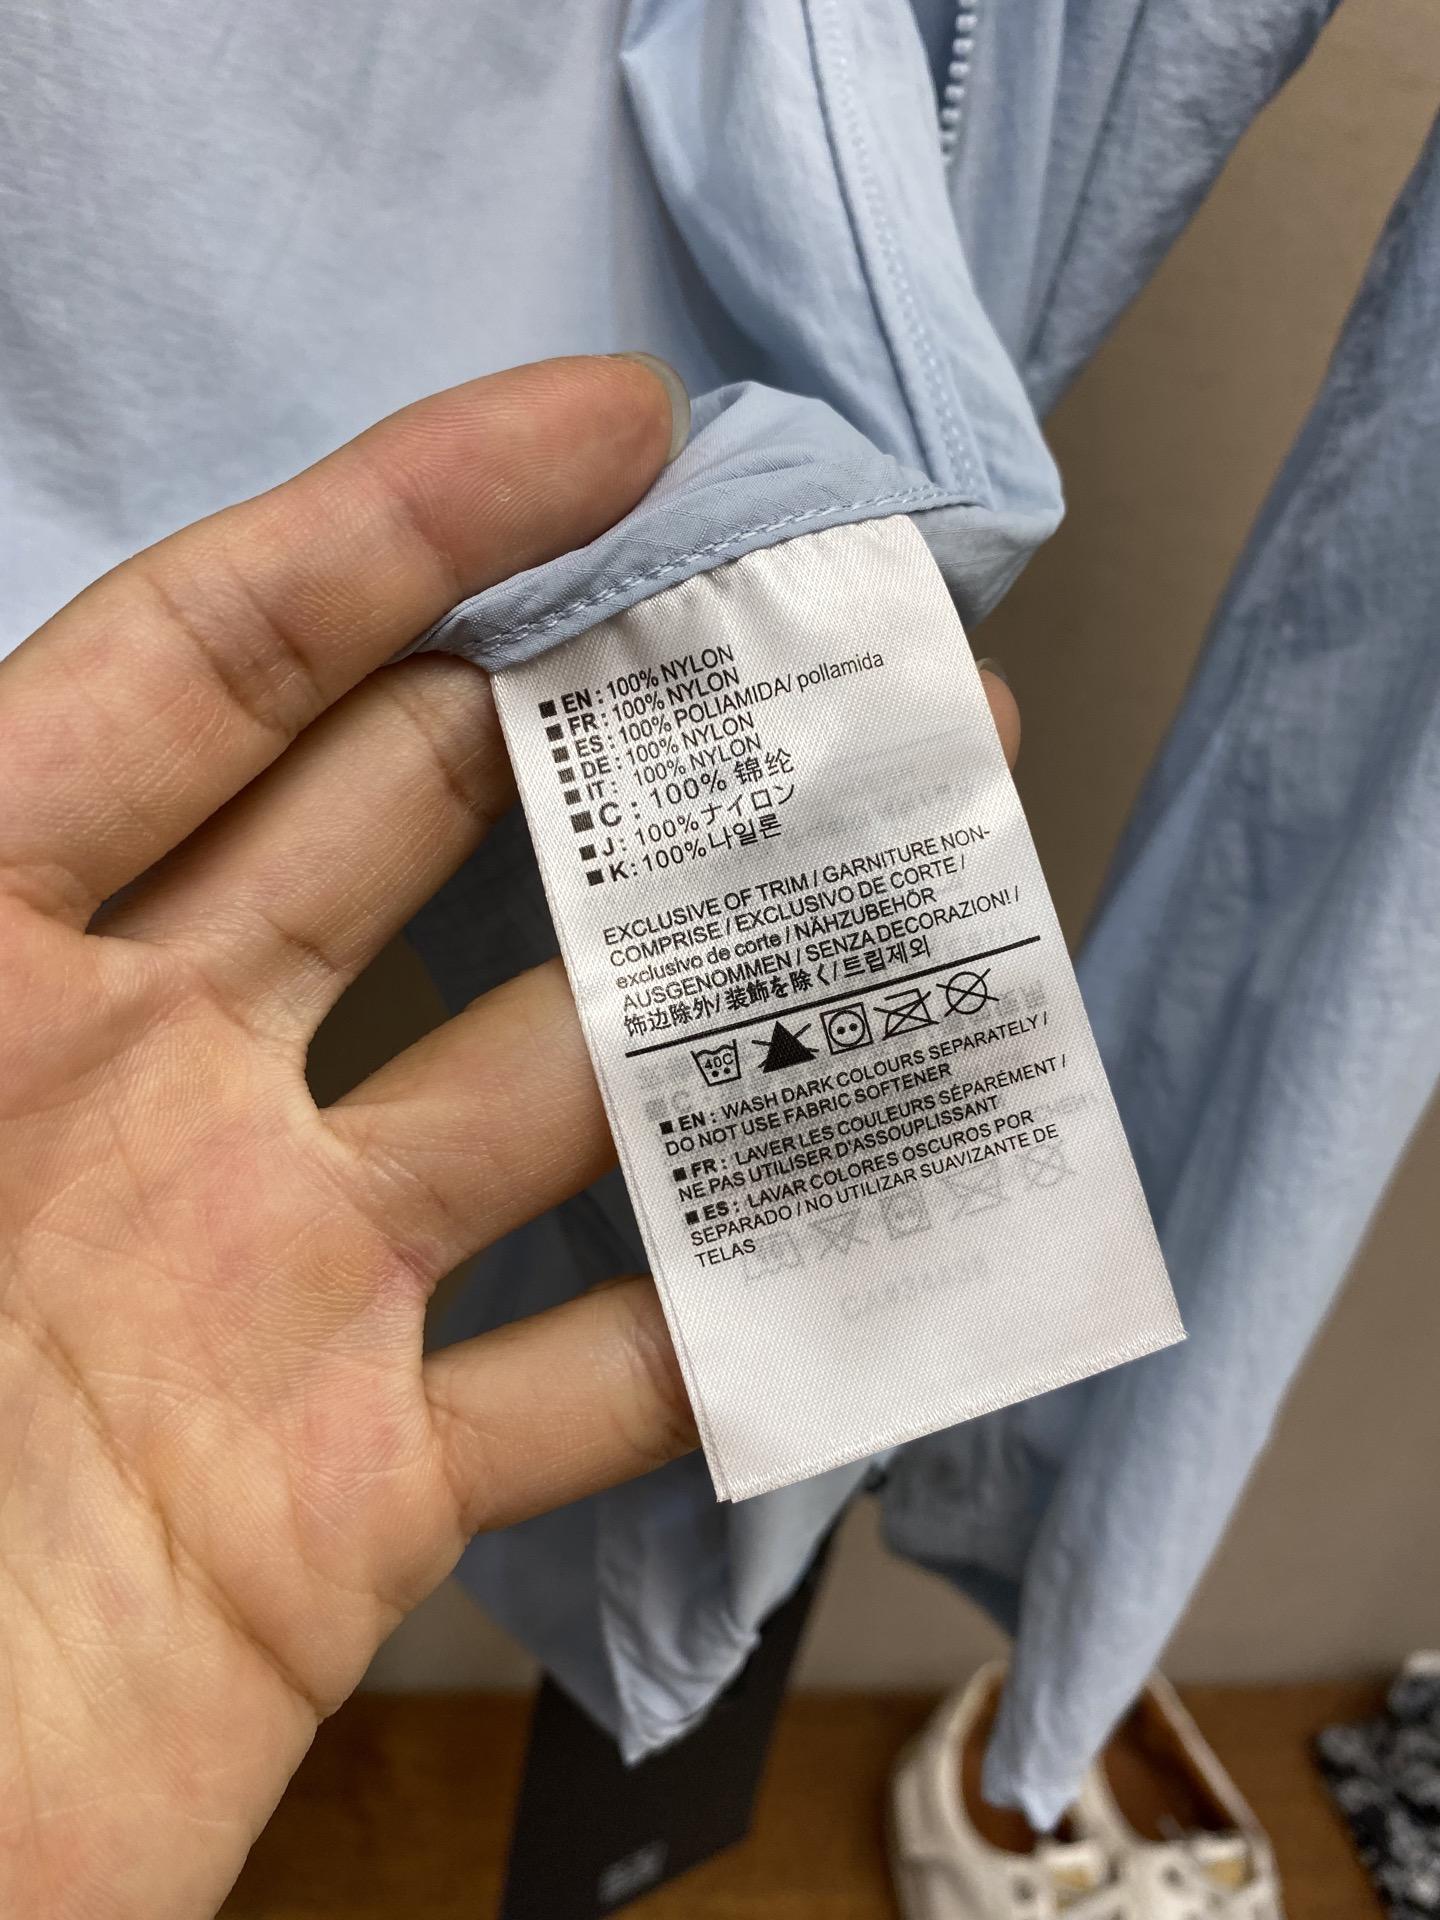 ■ EN : 100% NYLON
■ FR : 100% NYLON
■ ES : 100% POLIAMIDA/ pollamida
■ DE : 100% NYLON
■ IT : 100% NYLON
■ C : 100% 锦纶
■ J : 100% ナイロン
■ K : 100% 나일론
EXCLUSIVE OF TRIM / GARNITURE NON-
COMPRISE / EXCLUSIVO DE CORTE /
exclusivo de corte / NÄHZUBEHÖR
AUSGENOMMEN / SENZA DECORAZION! /
饰边除外/ 装飾を除く/ 트림제외
40C
■ EN : WASH DARK COLOURS SEPARATELY /
DO NOT USE FABRIC SOFTENER
■ FR : LAVER LES COULEURS SÉPARÉMENT /
NE PAS UTILISER D'ASSOUPLISSANT
■ ES : LAVAR COLORES OSCUROS POR
SEPARADO / NO UTILIZAR SUAVIZANTE DE
TELAS